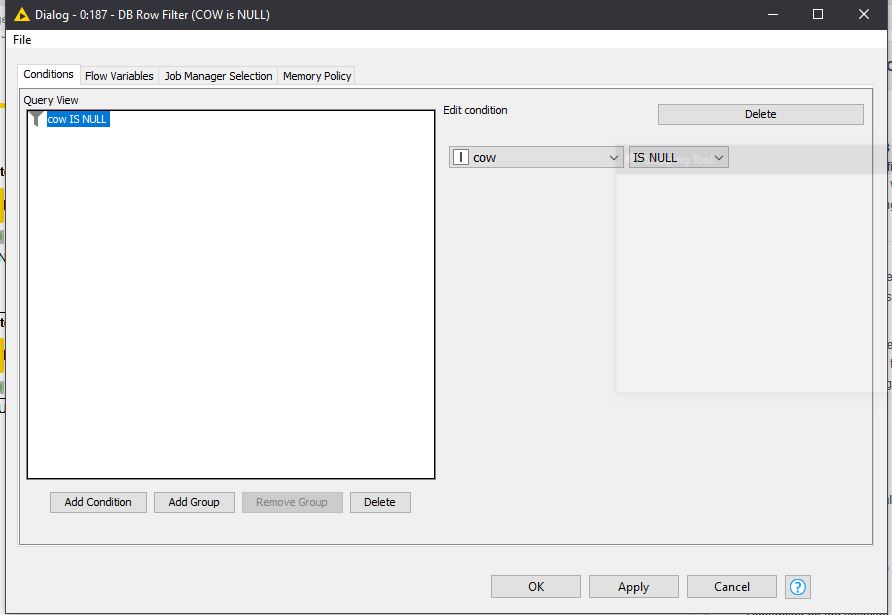 Dialog - 0:187 - DB Row Filter (COW is NULL)
File
Conditions Flow Variables Job Manager Selection Memory Policy
Query View
Edit condition
Delete
cow IS NULL
I cow IS NULL
Add Condition Add Group Remove Group Delete
OK Apply Cancel ?